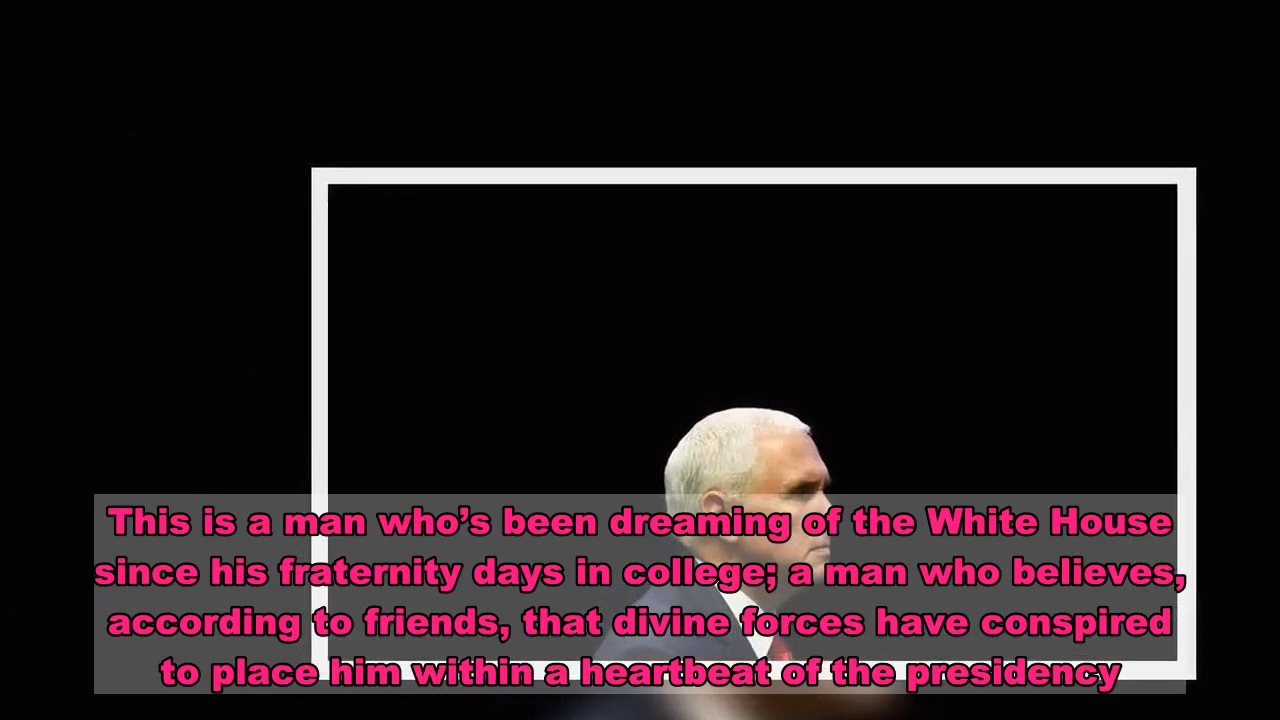 This is a man who’s been dreaming of the White House
since his fraternity days in college; a man who believes,
according to friends, that divine forces have conspired
to place him within a heartbeat of the presidency